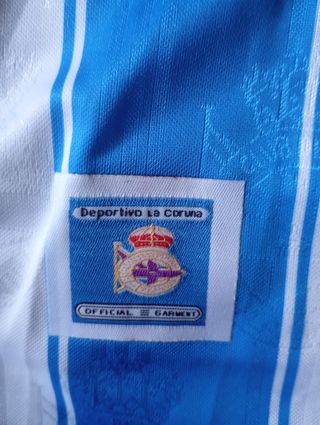 Deportivo La Coruna
OFFICIAL GARMENT